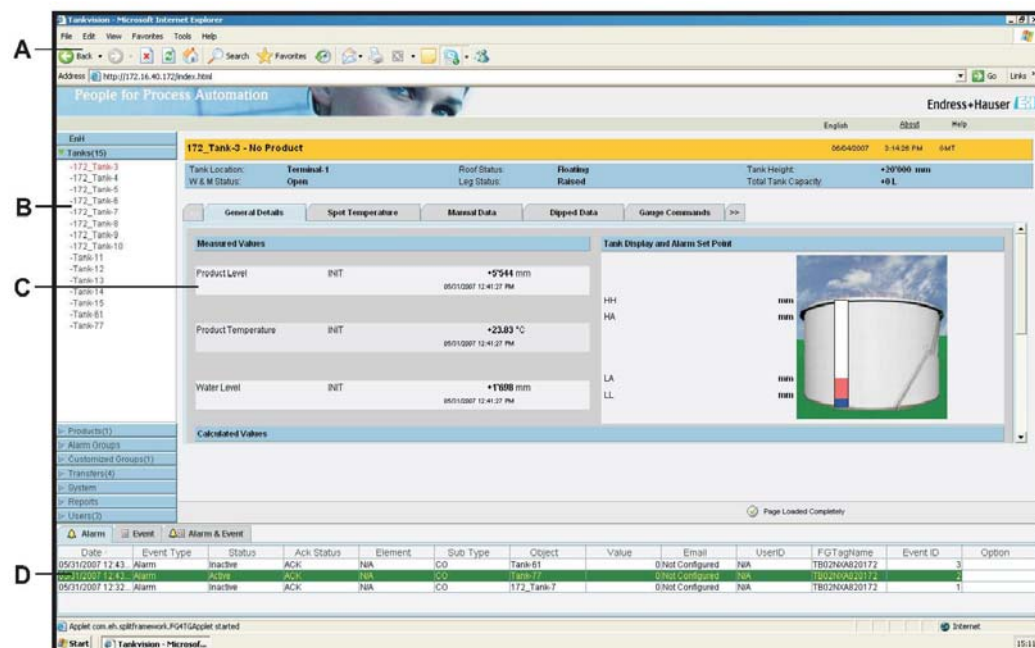 Tankvision - Microsoft Internet Explorer
File Edit View Favorites Tools Help
A
Back Search Favorites
Address http://172.16.40.172/index.html Go Links
People for Process Automation
Endress+Hauser
English About Help
EnH
Tanks(15)
-172_Tank-3
-172_Tank-4
-172_Tank-5
-172_Tank-6
-172_Tank-7
-172_Tank-8
-172_Tank-9
-172_Tank-10
-Tank-11
-Tank-12
-Tank-13
-Tank-14
-Tank-15
-Tank-61
-Tank-77
B
Products(1)
Alarm Groups
Customized Groups(1)
Transfers(4)
System
Reports
Users(3)
172_Tank-3 - No Product 06/04/2007 3:14:26 PM GMT
Tank Location: Terminal-1 Roof Status: Floating Tank Height: +20'000 mm
W & M Status: Open Leg Status: Raised Total Tank Capacity: +0 L
General Details Spot Temperature Manual Data Dipped Data Gauge Commands >>
Measured Values
C
Product Level INIT +5'544 mm
05/31/2007 12:41:27 PM
Product Temperature INIT +23.83 °C
05/31/2007 12:41:27 PM
Water Level INIT +1'698 mm
05/31/2007 12:41:27 PM
Calculated Values
Tank Display and Alarm Set Point
HH mm
HA mm
LA mm
LL mm
Page Loaded Completely
Alarm Event Alarm & Event
Date Event Type Status Ack Status Element Sub Type Object Value Email UserID FGTagName Event ID Option
05/31/2007 12:43... Alarm Inactive ACK N/A CO Tank-61 0 Not Configured N/A TB02NXA820172 3
D
05/31/2007 12:43... Alarm Active ACK N/A CO Tank-77 0 Not Configured N/A TB02NXA820172 2
05/31/2007 12:32... Alarm Inactive ACK N/A CO 172_Tank-7 0 Not Configured N/A TB02NXA820172 1
Applet com.eh.splitframework.FG4TGApplet started Internet
Start Tankvision - Microsof... 15:11